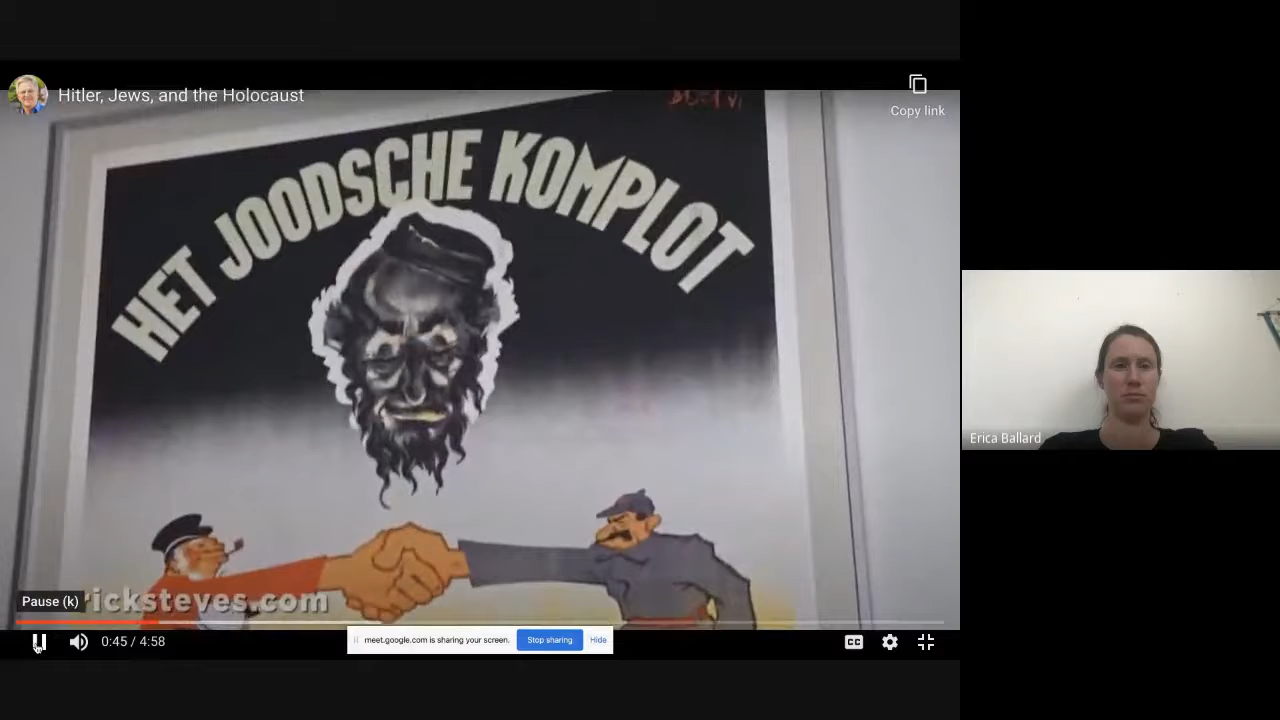 Hitler, Jews, and the Holocaust
Copy link
HET JOODSCHE KOMPLOT
Pause (k)
ricksteves.com
0:45 / 4:58
meet.google.com is sharing your screen.
Stop sharing
Hide
CC
Erica Ballard